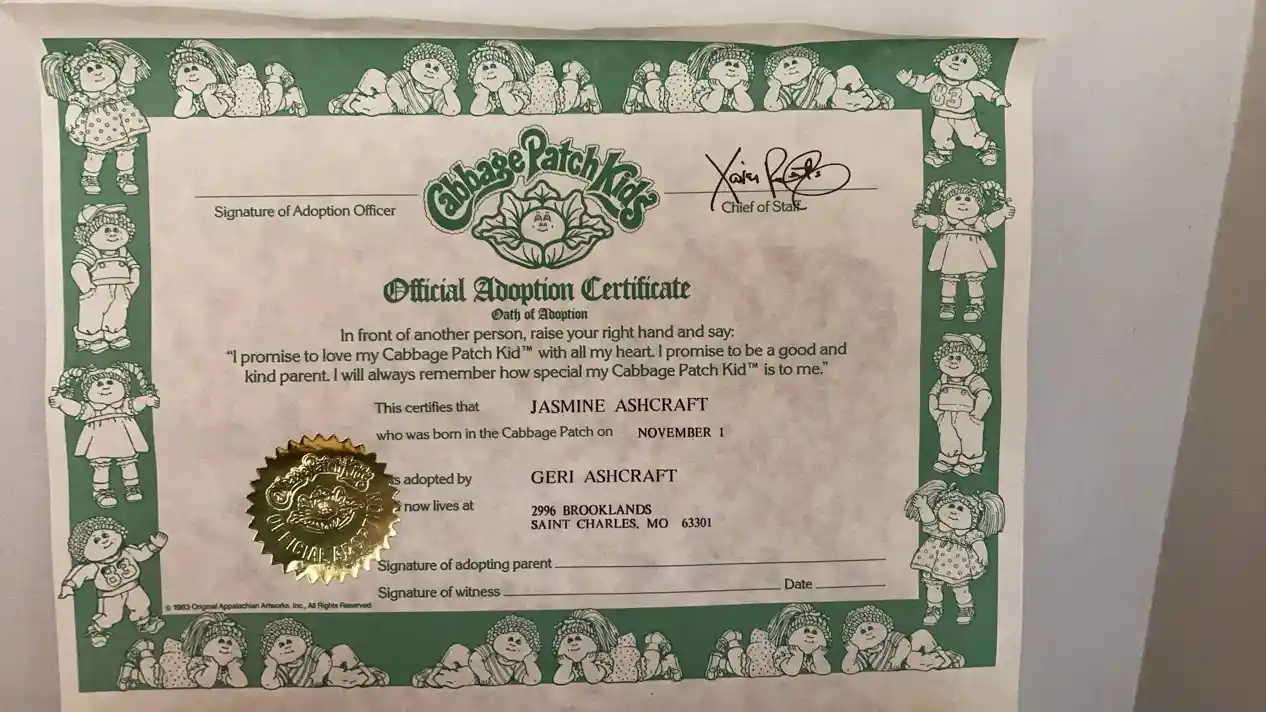 Cabbage Patch Kids
Signature of Adoption Officer
Chief of Staff
Official Adoption Certificate
Oath of Adoption
In front of another person, raise your right hand and say:
“I promise to love my Cabbage Patch Kid™ with all my heart. I promise to be a good and
kind parent. I will always remember how special my Cabbage Patch Kid™ is to me.”
This certifies that JASMINE ASHCRAFT
who was born in the Cabbage Patch on NOVEMBER 1
s adopted by GERI ASHCRAFT
now lives at 2996 BROOKLANDS
SAINT CHARLES, MO 63301
Signature of adopting parent
Signature of witness Date
© 1983 Original Appalachian Artworks, Inc., All Rights Reserved.
Cabbage Patch Kids
83
83